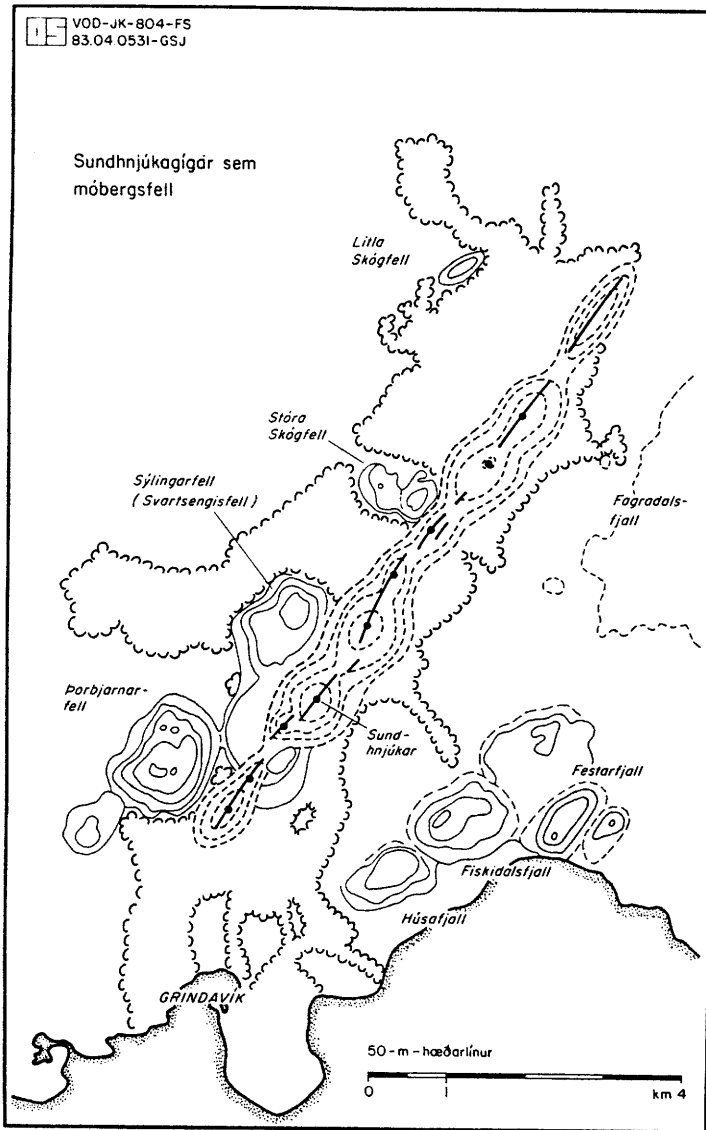 VOD-JK-804-FS
83.04.0531-GSJ
Sundhnjúkagígar sem
móbergsfell
Litla
Skógfell
Stóra
Skógfell
Sýlingarfell
(Svartsengisfell)
Fagradals-
fjall
Þorbjarnar-
fell
Sund-
hnjúkar
Festarfjall
Fiskidalsfjall
Húsafjall
GRINDAVÍK
50-m-hæðarlínur
0 1 km 4